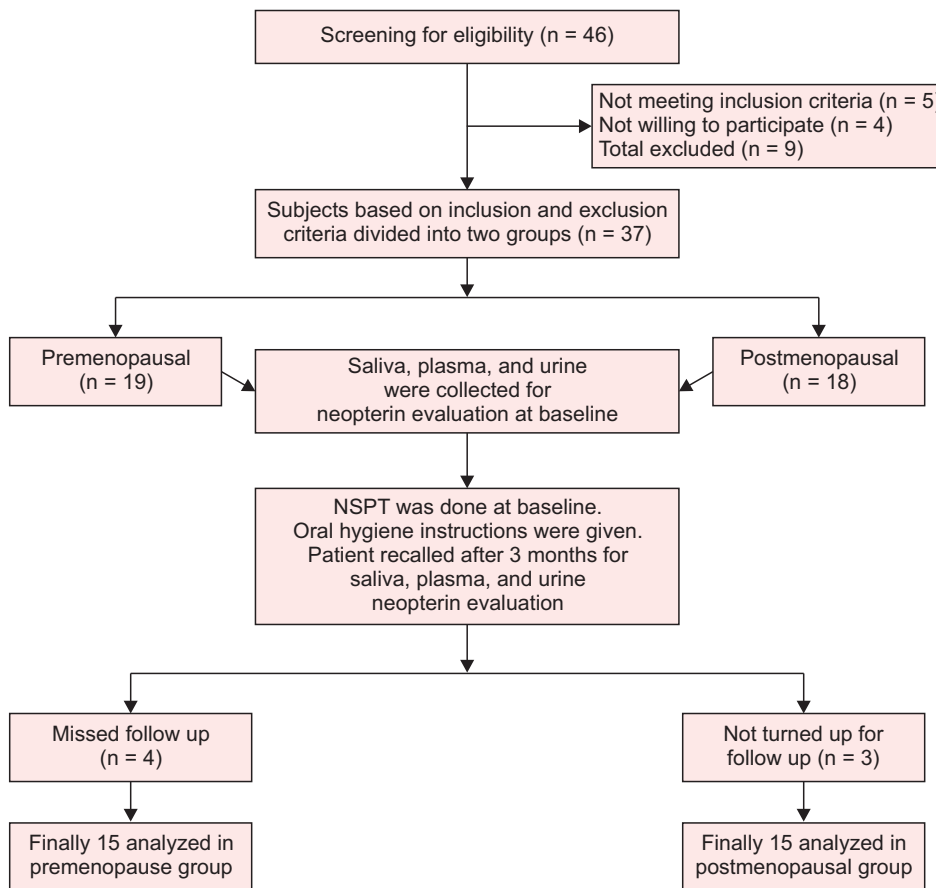 Screening for eligibility (n = 46)
Not meeting inclusion criteria (n = 5)
Not willing to participate (n = 4)
Total excluded (n = 9)
Subjects based on inclusion and exclusion
criteria divided into two groups (n = 37)
Premenopausal
(n = 19)
Saliva, plasma, and urine
were collected for
neopterin evaluation at baseline
Postmenopausal
(n = 18)
NSPT was done at baseline.
Oral hygiene instructions were given.
Patient recalled after 3 months for
saliva, plasma, and urine
neopterin evaluation
Missed follow up
(n = 4)
Not turned up for
follow up (n = 3)
Finally 15 analyzed in
premenopause group
Finally 15 analyzed in
postmenopausal group